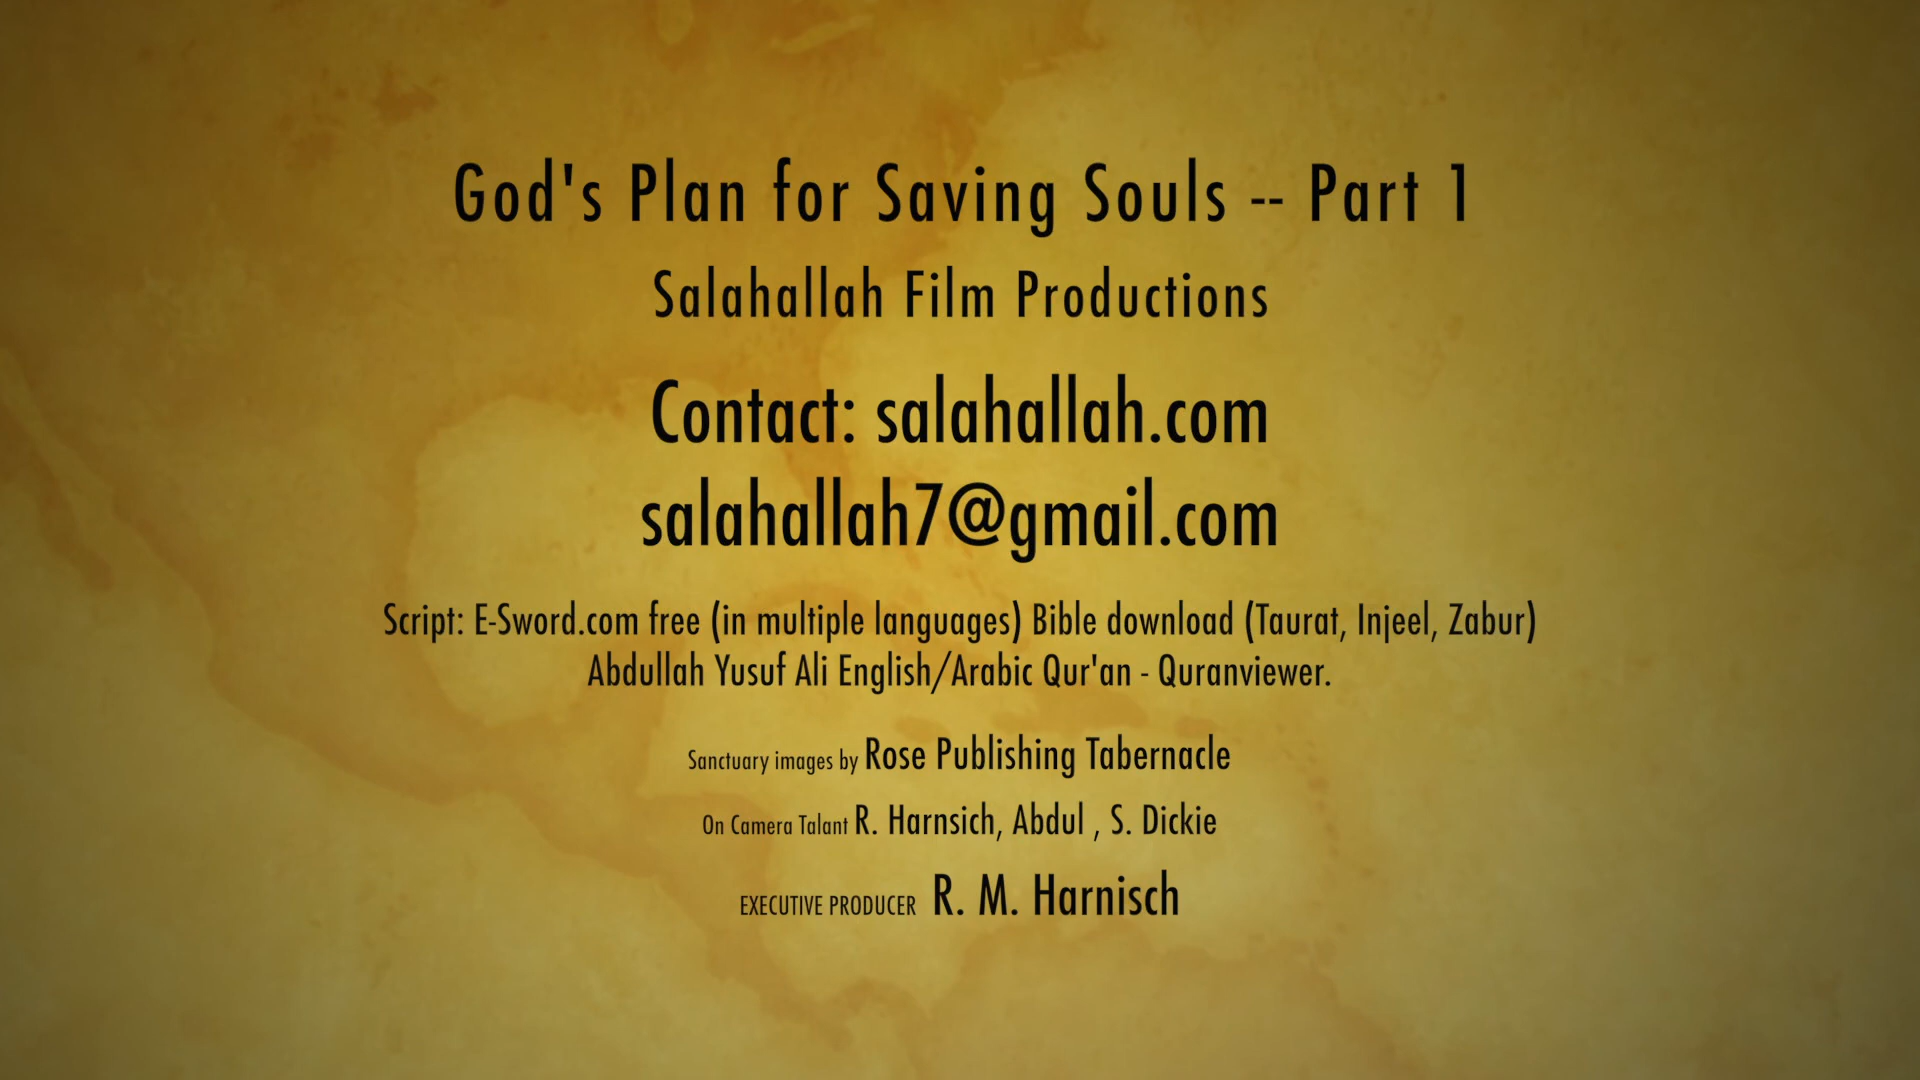 God's Plan for Saving Souls -- Part 1
Salahallah Film Productions
Contact: salahallah.com
salahallah7@gmail.com
Script: E-Sword.com free (in multiple languages) Bible download (Taurat, Injeel, Zabur)
Abdullah Yusuf Ali English/Arabic Qur'an - Quranviewer.
Sanctuary images by Rose Publishing Tabernacle
On Camera Talant R. Harnsich, Abdul , S. Dickie
EXECUTIVE PRODUCER R. M. Harnisch